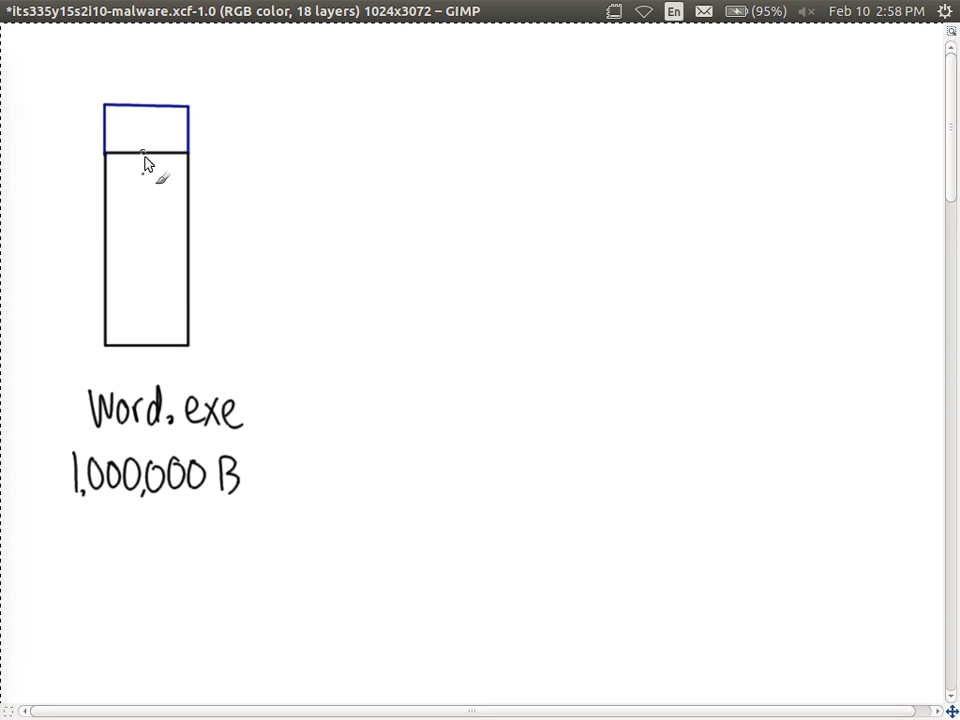 *its335y15s2i10-malware.xcf-1.0 (RGB color, 18 layers) 1024x3072 – GIMP
En
(95%)
Feb 10 2:58 PM
Word.exe
1,000,000 B